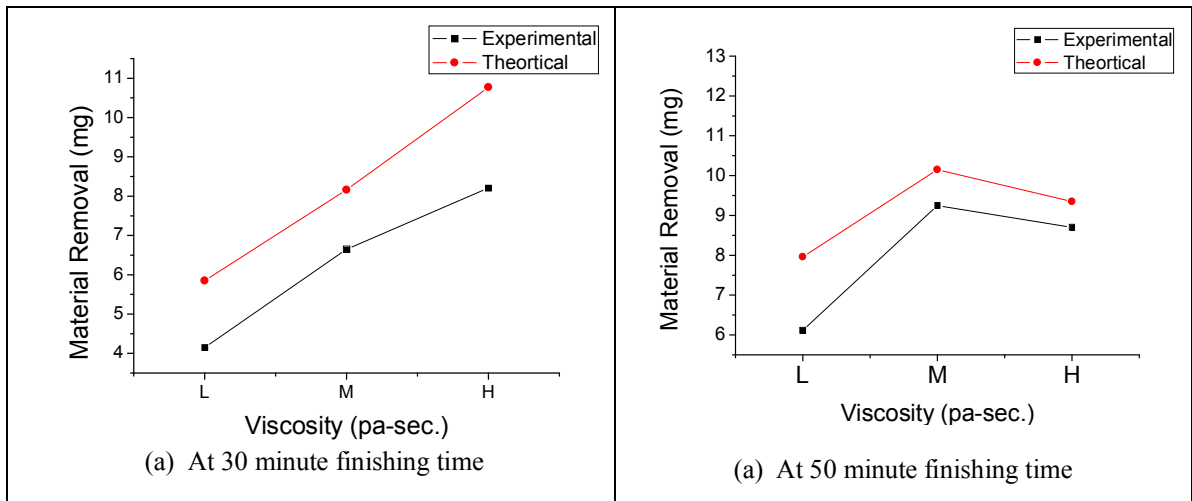 Experimental
Theortical
11
10
9
8
7
6
5
4
Material Removal (mg)
L M H
Viscosity (pa-sec.)
(a) At 30 minute finishing time
Experimental
Theortical
13
12
11
10
9
8
7
6
Material Removal (mg)
L M H
Viscosity (pa-sec.)
(a) At 50 minute finishing time